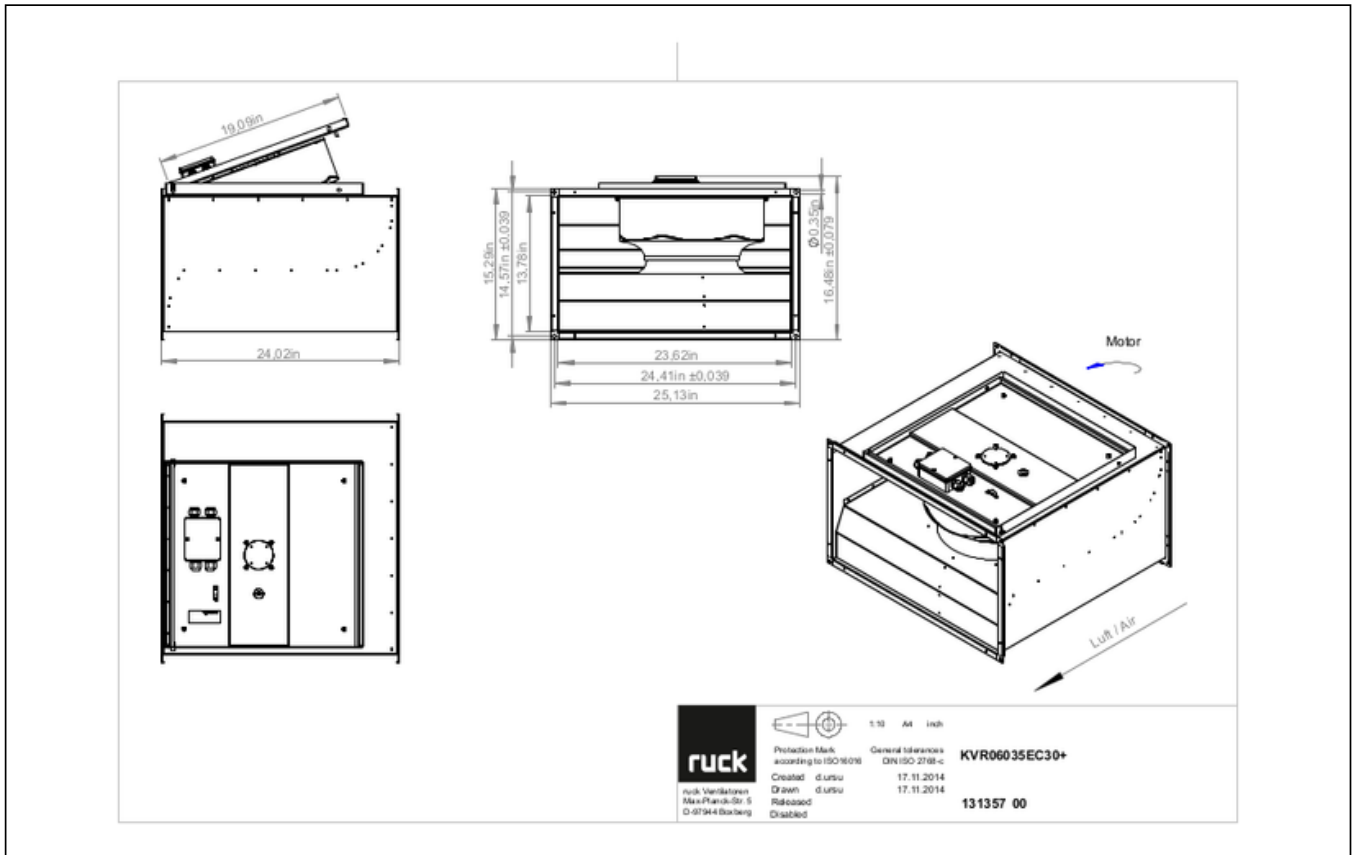 19,09in
24,02in
15,29in
14,57in ±0,039
13,78in
Ø0,35in
16,48in ±0,079
23,62in
24,41in ±0,039
25,13in
Motor
Luft / Air
ruck
ruck Ventilatoren
Max-Planck-Str. 5
D-97944 Boxberg
1:10 A4 inch
Protection Mark
according to ISO16016
General tolerances
DIN ISO 2768-c
Created d.ursu 17.11.2014
Drawn d.ursu 17.11.2014
Released
Disabled
KVR06035EC30+
131357 00